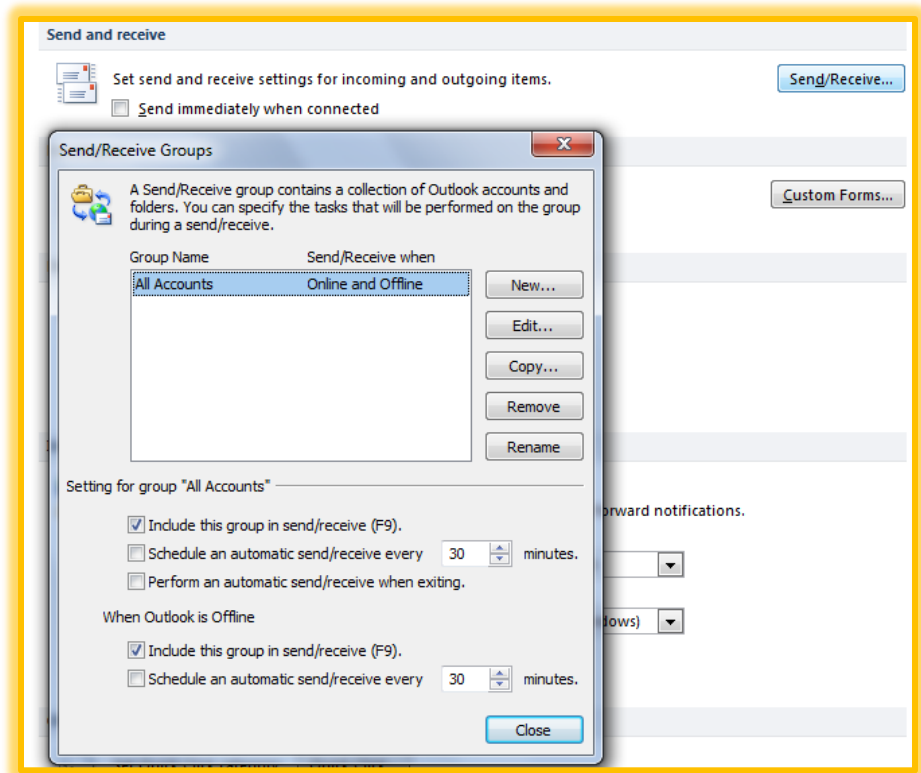 Send and receive
Set send and receive settings for incoming and outgoing items.
Send/Receive...
Send immediately when connected
Send/Receive Groups
A Send/Receive group contains a collection of Outlook accounts and
folders. You can specify the tasks that will be performed on the group
during a send/receive.
Custom Forms...
Group Name Send/Receive when
All Accounts Online and Offline
New...
Edit...
Copy...
Remove
Rename
Setting for group "All Accounts"
Include this group in send/receive (F9).
notifications.
Schedule an automatic send/receive every 30 minutes.
Perform an automatic send/receive when exiting.
When Outlook is Offline
Include this group in send/receive (F9).
Schedule an automatic send/receive every 30 minutes.
Close